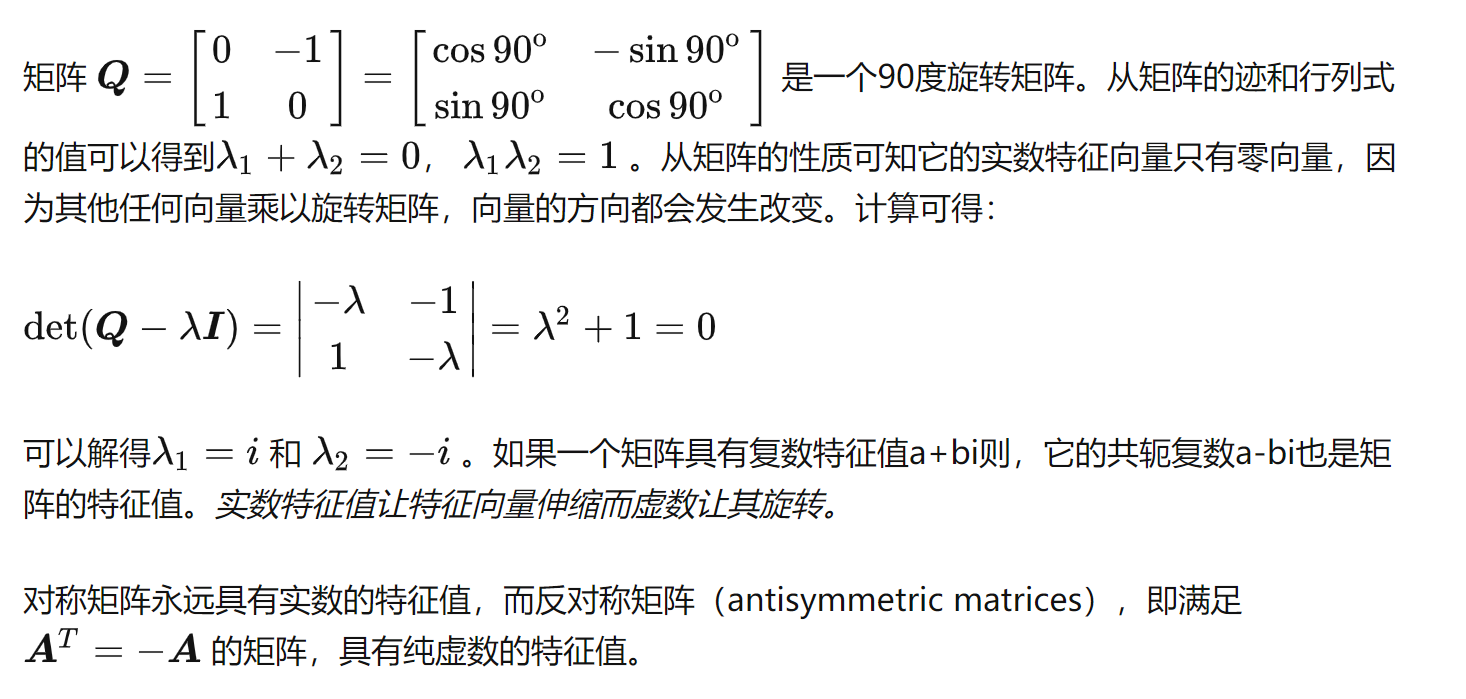 矩阵 $\boldsymbol{Q} = \begin{bmatrix} 0 & -1 \\ 1 & 0 \end{bmatrix} = \begin{bmatrix} \cos 90^{\mathrm{o}} & -\sin 90^{\mathrm{o}} \\ \sin 90^{\mathrm{o}} & \cos 90^{\mathrm{o}} \end{bmatrix}$ 是一个90度旋转矩阵。从矩阵的迹和行列式
的值可以得到$\lambda_1 + \lambda_2 = 0$， $\lambda_1\lambda_2 = 1$ 。从矩阵的性质可知它的实数特征向量只有零向量，因
为其他任何向量乘以旋转矩阵，向量的方向都会发生改变。计算可得：
$\det(\boldsymbol{Q} - \lambda \boldsymbol{I}) = \begin{vmatrix} -\lambda & -1 \\ 1 & -\lambda \end{vmatrix} = \lambda^2 + 1 = 0$
可以解得$\lambda_1 = i$ 和 $\lambda_2 = -i$ 。如果一个矩阵具有复数特征值a+bi则，它的共轭复数a-bi也是矩
阵的特征值。实数特征值让特征向量伸缩而虚数让其旋转。
对称矩阵永远具有实数的特征值，而反对称矩阵（antisymmetric matrices），即满足
$\boldsymbol{A}^T = -\boldsymbol{A}$ 的矩阵，具有纯虚数的特征值。